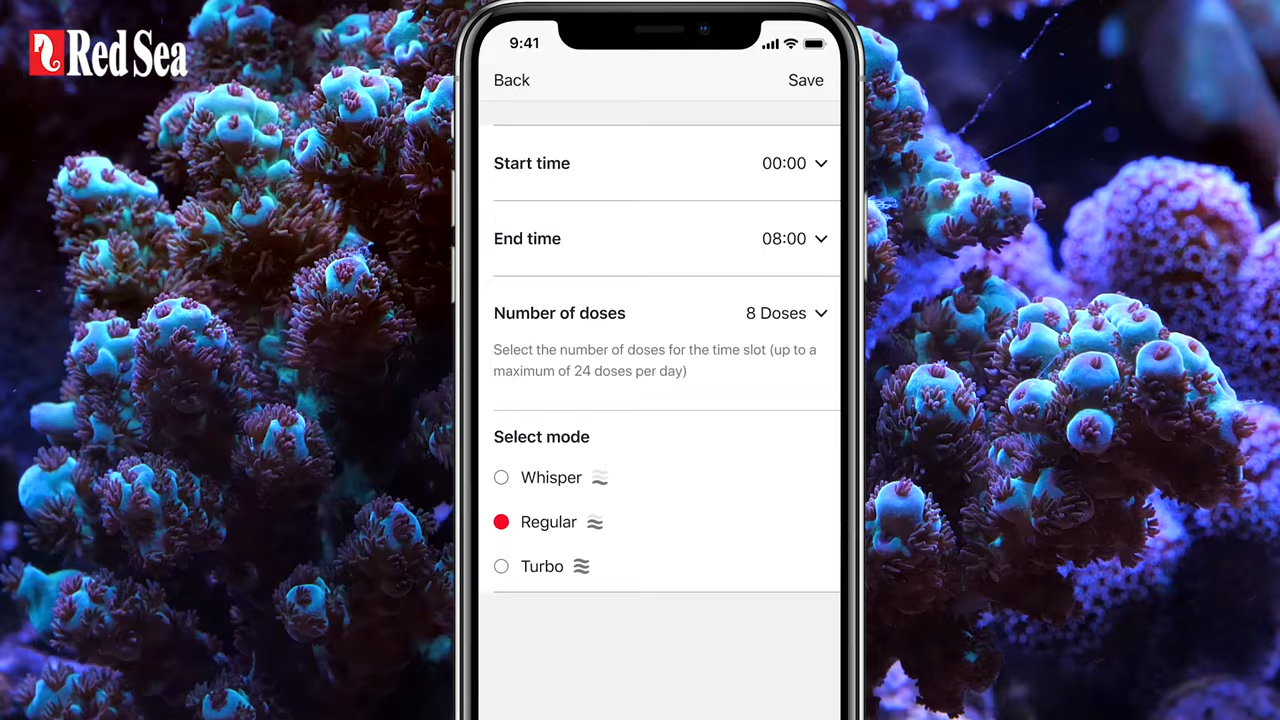 Red Sea
9:41
Back Save
Start time 00:00
End time 08:00
Number of doses 8 Doses
Select the number of doses for the time slot (up to a
maximum of 24 doses per day)
Select mode
Whisper
Regular
Turbo